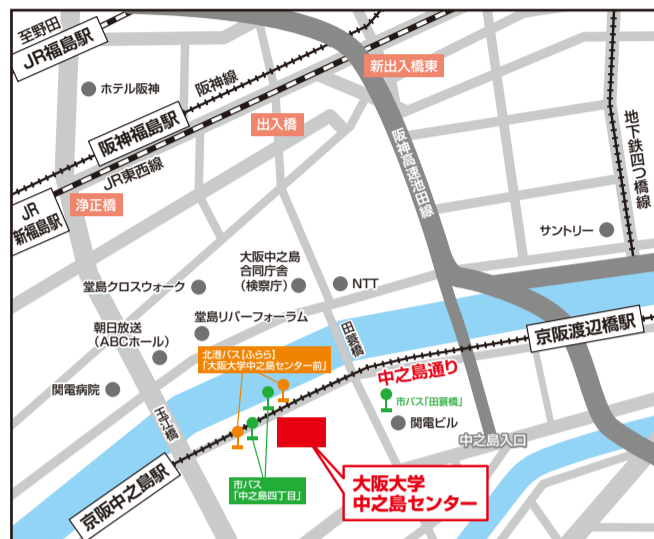 至野田
JR福島駅
ホテル阪神
阪神線
新出入橋東
阪神福島駅
出入橋
JR東西線
JR
新福島駅
浄正橋
阪神高速池田線
地下鉄四つ橋線
サントリー
大阪中之島
合同庁舎
(検察庁)
NTT
堂島クロスウォーク
堂島リバーフォーラム
朝日放送
(ABCホール)
田簑橋
京阪渡辺橋駅
北港バス【ふらら】
「大阪大学中之島センター前」
中之島通り
関電病院
市バス「田簑橋」
玉江橋
関電ビル
中之島入口
京阪中之島駅
市バス
「中之島四丁目」
大阪大学
中之島センター